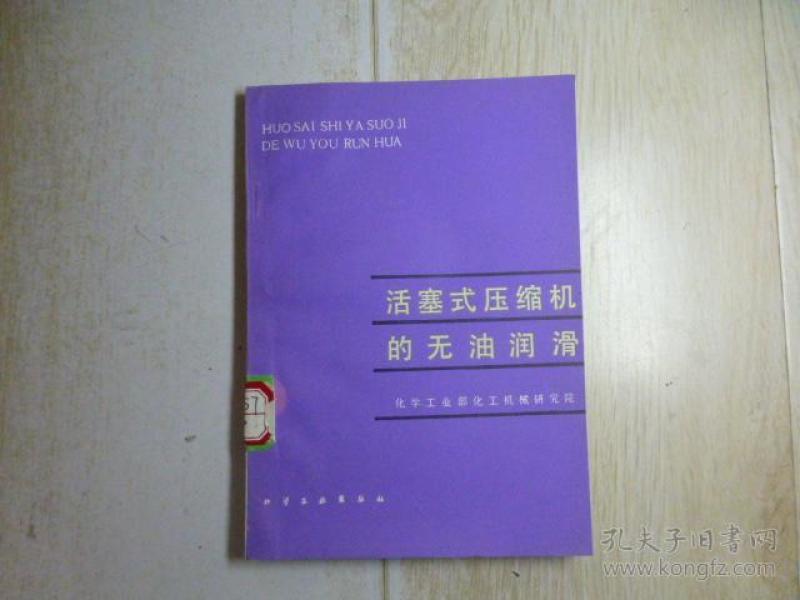 HUO SAI SHI YA SUO JI
DE WU YOU RUN HUA
活塞式压缩机
的无油润滑
化学工业部化工机械研究院
57
化学工业出版社
孔夫子旧书网
www.kongfz.com